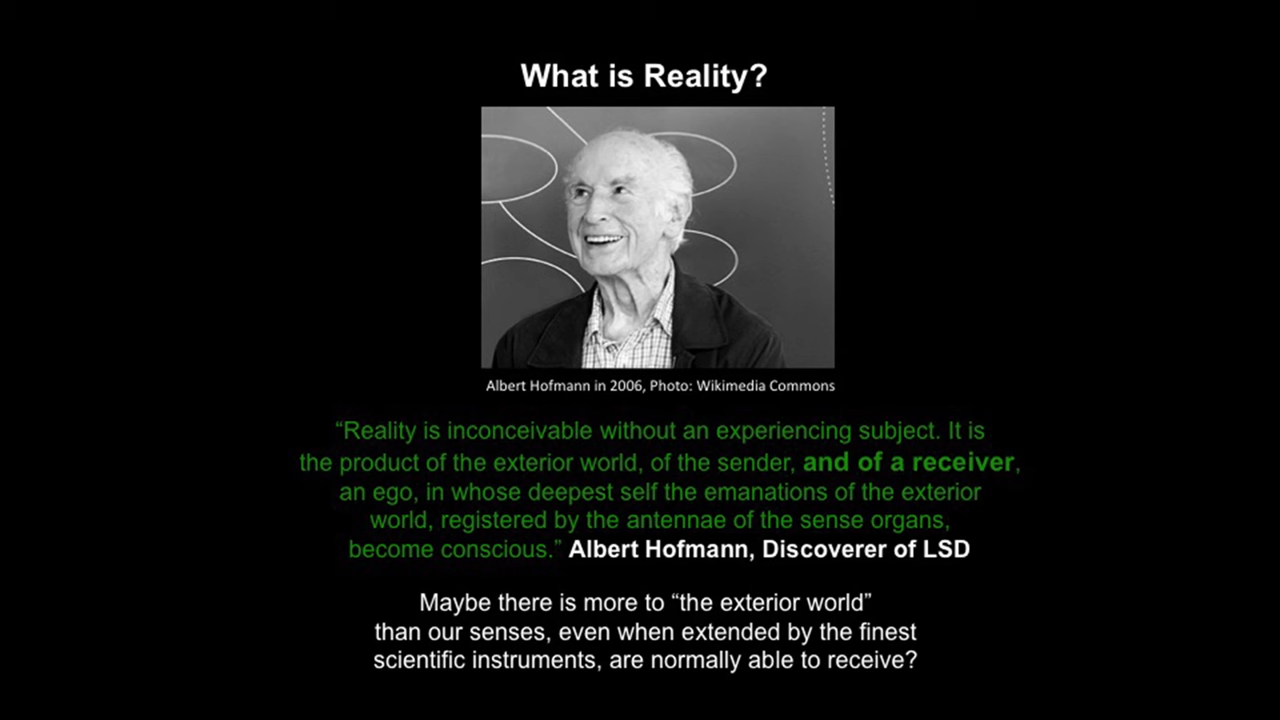 What is Reality?
Albert Hofmann in 2006, Photo: Wikimedia Commons
“Reality is inconceivable without an experiencing subject. It is
the product of the exterior world, of the sender, and of a receiver,
an ego, in whose deepest self the emanations of the exterior
world, registered by the antennae of the sense organs,
become conscious.” Albert Hofmann, Discoverer of LSD
Maybe there is more to “the exterior world”
than our senses, even when extended by the finest
scientific instruments, are normally able to receive?